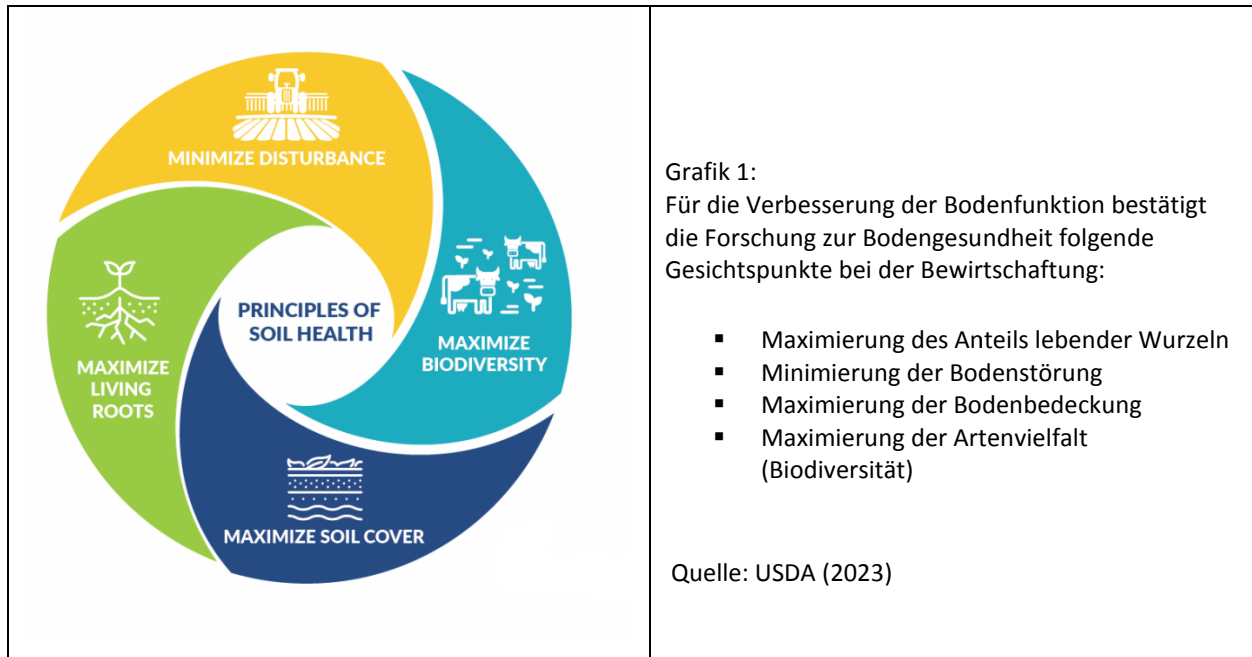 MINIMIZE DISTURBANCE
MAXIMIZE
BIODIVERSITY
MAXIMIZE SOIL COVER
MAXIMIZE
LIVING
ROOTS
PRINCIPLES OF
SOIL HEALTH
Grafik 1:
Für die Verbesserung der Bodenfunktion bestätigt
die Forschung zur Bodengesundheit folgende
Gesichtspunkte bei der Bewirtschaftung:
▪ Maximierung des Anteils lebender Wurzeln
▪ Minimierung der Bodenstörung
▪ Maximierung der Bodenbedeckung
▪ Maximierung der Artenvielfalt
(Biodiversität)
Quelle: USDA (2023)